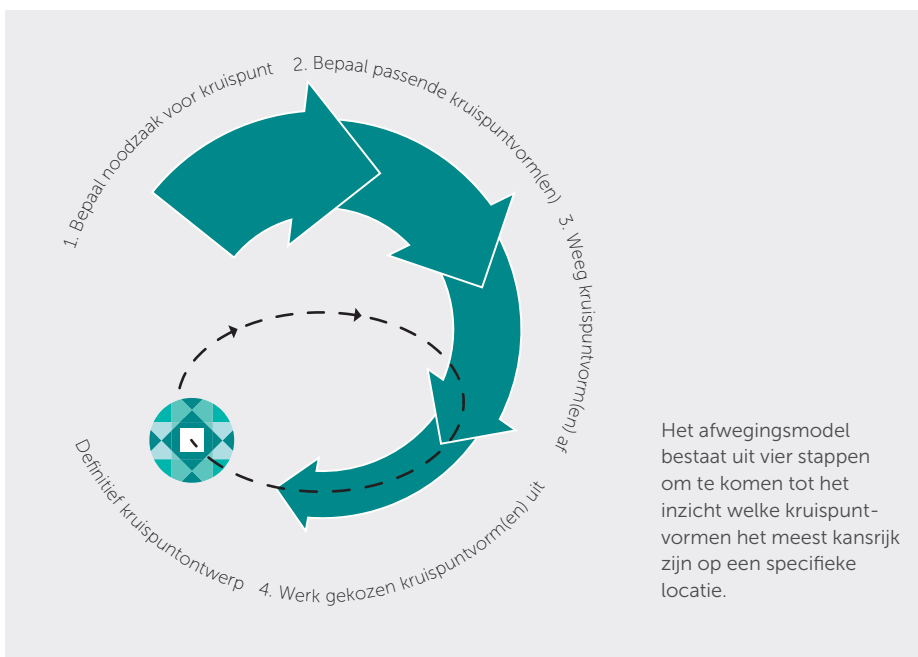 1. Bepaal noodzaak voor kruispunt
2. Bepaal passende kruispuntvorm(en)
3. Weeg kruispuntvorm(en) af
4. Werk gekozen kruispuntvorm(en) uit
Definitief kruispuntontwerp
Het afwegingsmodel
bestaat uit vier stappen
om te komen tot het
inzicht welke kruispunt-
vormen het meest kansrijk
zijn op een specifieke
locatie.